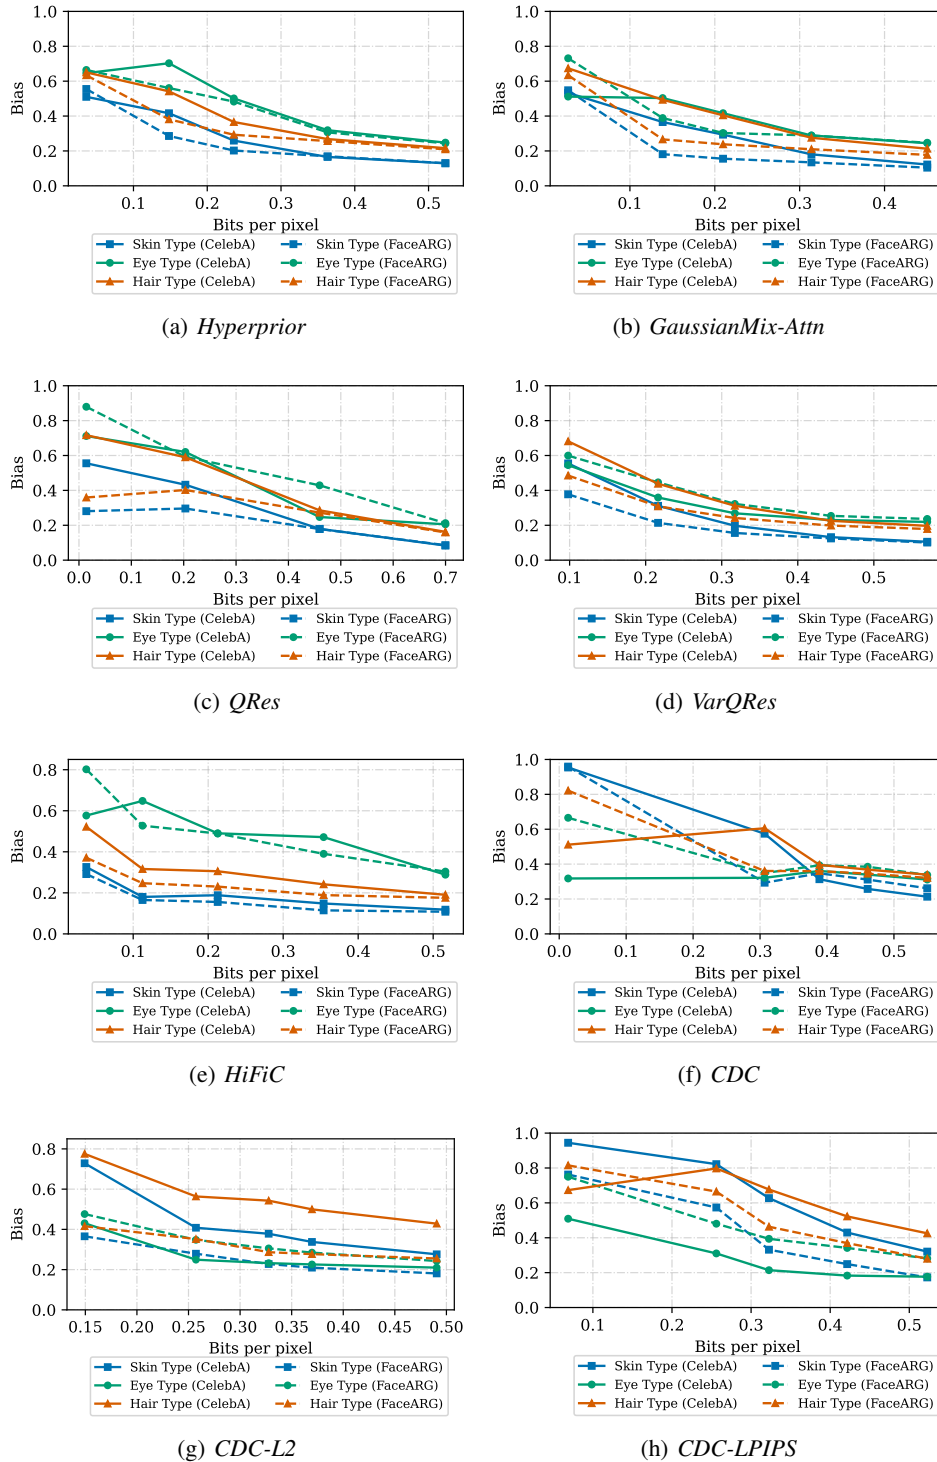 1.0
0.8
0.6
0.4
0.2
0.0
Bias
0.1 0.2 0.3 0.4 0.5
Bits per pixel
Skin Type (CelebA) Skin Type (FaceARG)
Eye Type (CelebA) Eye Type (FaceARG)
Hair Type (CelebA) Hair Type (FaceARG)
(a) Hyperprior
1.0
0.8
0.6
0.4
0.2
0.0
Bias
0.1 0.2 0.3 0.4
Bits per pixel
Skin Type (CelebA) Skin Type (FaceARG)
Eye Type (CelebA) Eye Type (FaceARG)
Hair Type (CelebA) Hair Type (FaceARG)
(b) GaussianMix-Attn
1.0
0.8
0.6
0.4
0.2
0.0
Bias
0.0 0.1 0.2 0.3 0.4 0.5 0.6 0.7
Bits per pixel
Skin Type (CelebA) Skin Type (FaceARG)
Eye Type (CelebA) Eye Type (FaceARG)
Hair Type (CelebA) Hair Type (FaceARG)
(c) QRes
1.0
0.8
0.6
0.4
0.2
0.0
Bias
0.1 0.2 0.3 0.4 0.5
Bits per pixel
Skin Type (CelebA) Skin Type (FaceARG)
Eye Type (CelebA) Eye Type (FaceARG)
Hair Type (CelebA) Hair Type (FaceARG)
(d) VarQRes
0.8
0.6
0.4
0.2
0.0
Bias
0.1 0.2 0.3 0.4 0.5
Bits per pixel
Skin Type (CelebA) Skin Type (FaceARG)
Eye Type (CelebA) Eye Type (FaceARG)
Hair Type (CelebA) Hair Type (FaceARG)
(e) HiFiC
1.0
0.8
0.6
0.4
0.2
0.0
Bias
0.0 0.1 0.2 0.3 0.4 0.5
Bits per pixel
Skin Type (CelebA) Skin Type (FaceARG)
Eye Type (CelebA) Eye Type (FaceARG)
Hair Type (CelebA) Hair Type (FaceARG)
(f) CDC
0.8
0.6
0.4
0.2
0.0
Bias
0.15 0.20 0.25 0.30 0.35 0.40 0.45 0.50
Bits per pixel
Skin Type (CelebA) Skin Type (FaceARG)
Eye Type (CelebA) Eye Type (FaceARG)
Hair Type (CelebA) Hair Type (FaceARG)
(g) CDC-L2
1.0
0.8
0.6
0.4
0.2
0.0
Bias
0.1 0.2 0.3 0.4 0.5
Bits per pixel
Skin Type (CelebA) Skin Type (FaceARG)
Eye Type (CelebA) Eye Type (FaceARG)
Hair Type (CelebA) Hair Type (FaceARG)
(h) CDC-LPIPS